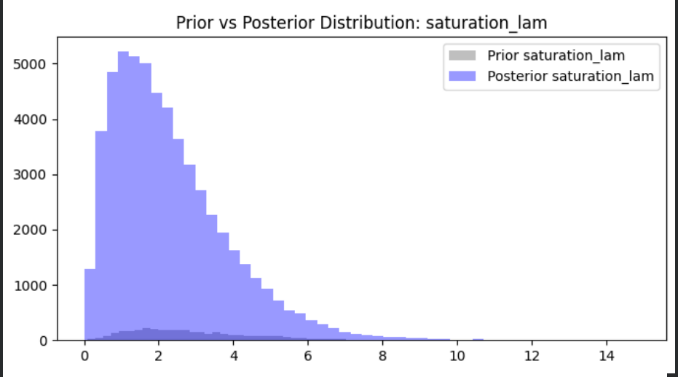 Prior vs Posterior Distribution: saturation_lam
Prior saturation_lam
Posterior saturation_lam
5000
4000
3000
2000
1000
0
0 2 4 6 8 10 12 14